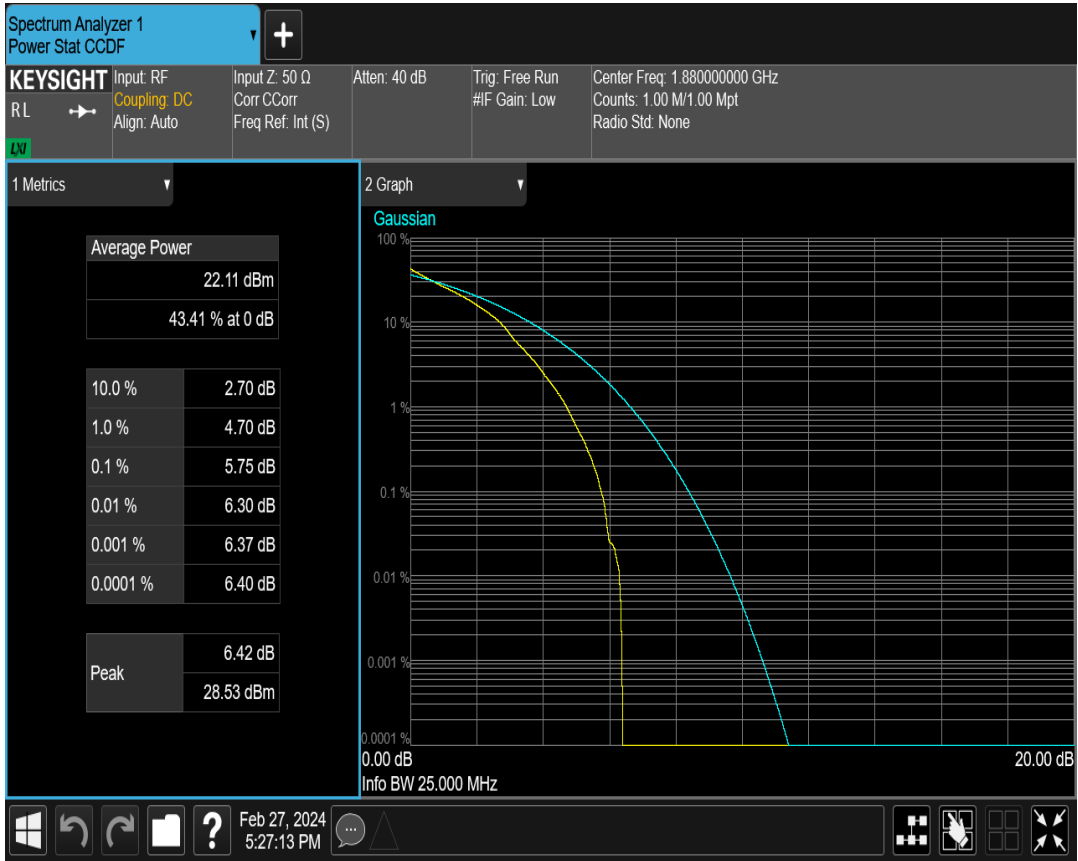 Spectrum Analyzer 1
Power Stat CCDF
KEYSIGHT
RL
LXI
Input: RF
Coupling: DC
Align: Auto
Input Z: 50 Ω
Corr CCorr
Freq Ref: Int (S)
Atten: 40 dB
Trig: Free Run
#IF Gain: Low
Center Freq: 1.880000000 GHz
Counts: 1.00 M/1.00 Mpt
Radio Std: None
1 Metrics
Average Power
22.11 dBm
43.41 % at 0 dB
10.0 % 2.70 dB
1.0 % 4.70 dB
0.1 % 5.75 dB
0.01 % 6.30 dB
0.001 % 6.37 dB
0.0001 % 6.40 dB
Peak 6.42 dB
28.53 dBm
2 Graph
Gaussian
100 %
10 %
1 %
0.1 %
0.01 %
0.001 %
0.0001 %
0.00 dB 20.00 dB
Info BW 25.000 MHz
Feb 27, 2024
5:27:13 PM